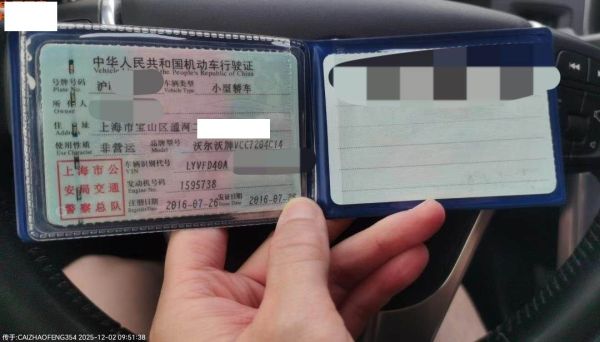 中华人民共和国机动车行驶证
Vehicle the People's Republic of China
号牌号码 沪 车辆类型 小型轿车
Plate No. Vehicle Type
所有人
Owner
住址 上海市宝山区通河二
Address
使用性质 非营运 品牌型号 沃尔沃牌VCC7204C14
Use Character Model
上海市公安局交通警察总队
车辆识别代号 LYVFD40A
VIN
发动机号码 1595738
Engine No.
注册日期 2016-07-26 发证日期 2016-07-26
Register Date Issue Date
传于:CAIZHAOFENG354 2025-12-02 09:51:38